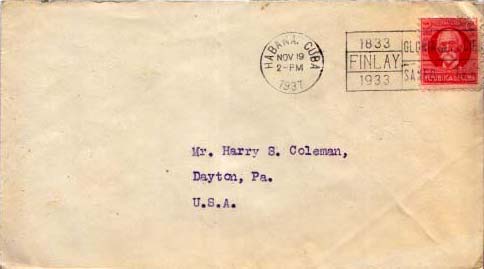 HABANA, CUBA
NOV 19
2-PM
1937
1833
FINLAY
1933
Mr. Harry S. Coleman,
Dayton, Pa.
U.S.A.